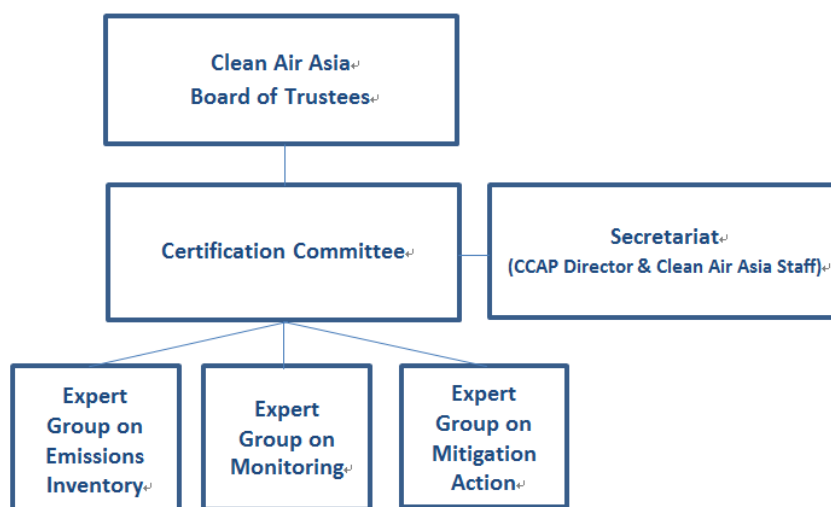 Clean Air Asia
Board of Trustees
Certification Committee
Secretariat
(CCAP Director & Clean Air Asia Staff)
Expert
Group on
Emissions
Inventory
Expert
Group on
Monitoring
Expert
Group on
Mitigation
Action